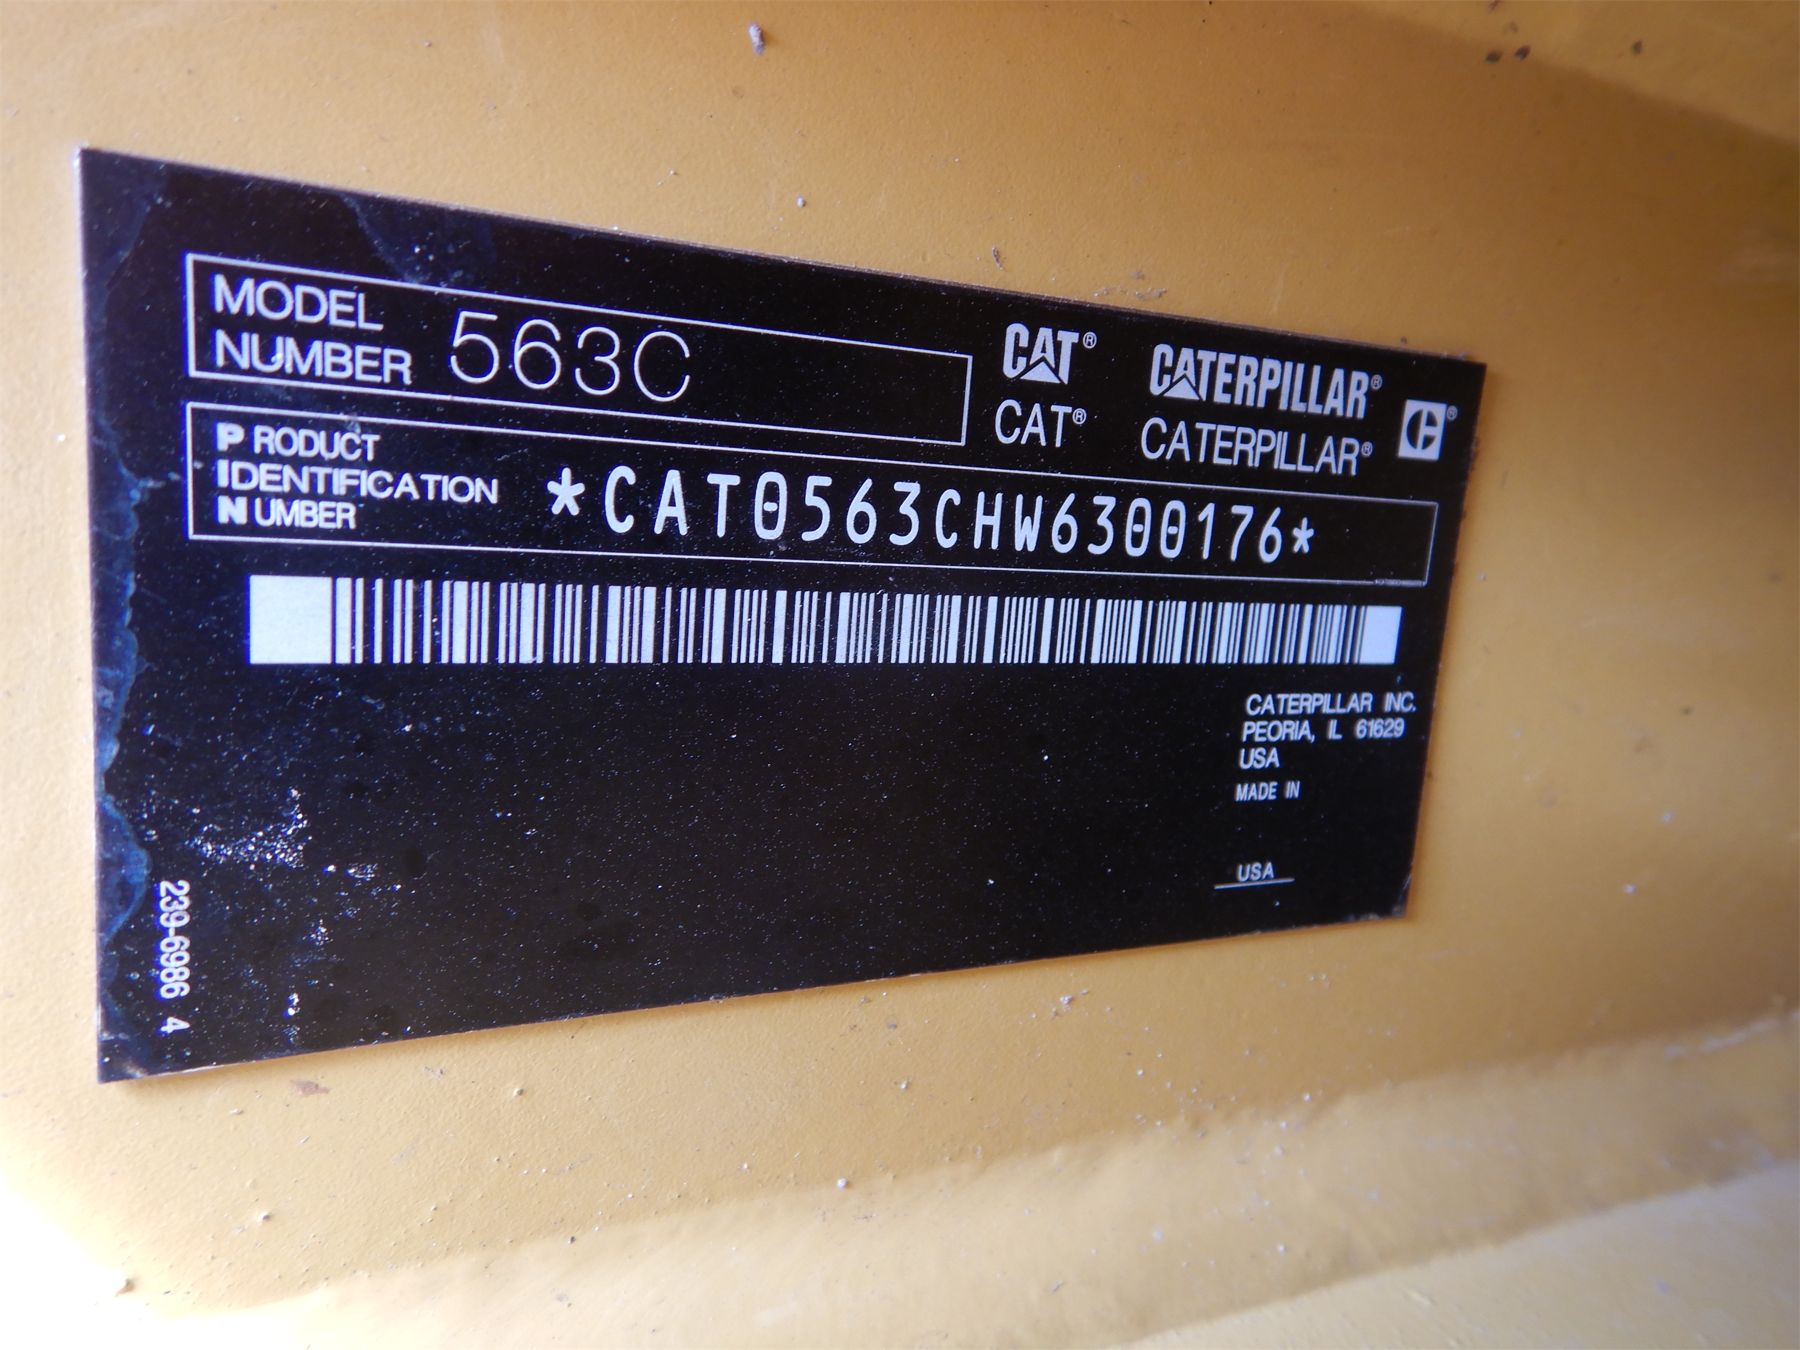 MODEL
NUMBER 563C
CAT® CATERPILLAR®
CAT® CATERPILLAR®
PRODUCT
IDENTIFICATION
NUMBER
*CAT0563CHW6300176*
CATERPILLAR INC.
PEORIA, IL 61629
USA
MADE IN
USA
239-6986 4